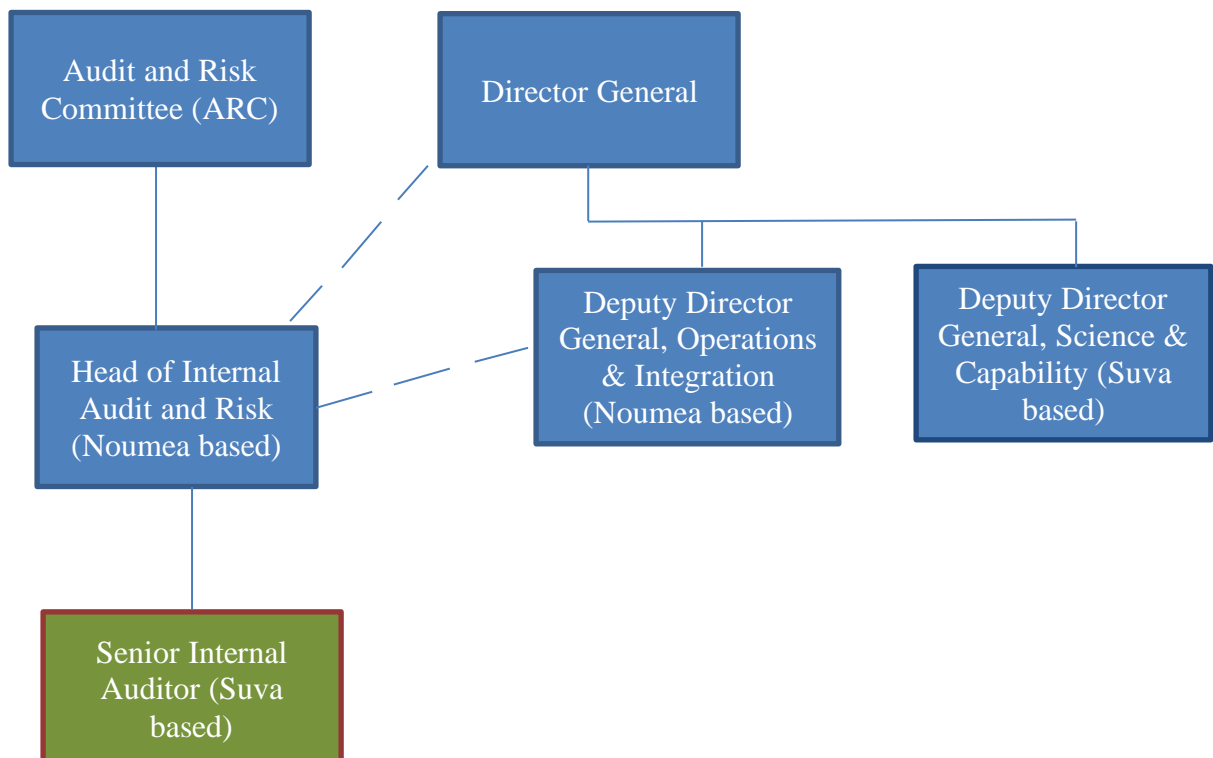 Audit and Risk
Committee (ARC)
Director General
Deputy Director
General, Operations
& Integration
(Noumea based)
Deputy Director
General, Science &
Capability (Suva
based)
Head of Internal
Audit and Risk
(Noumea based)
Senior Internal
Auditor (Suva
based)